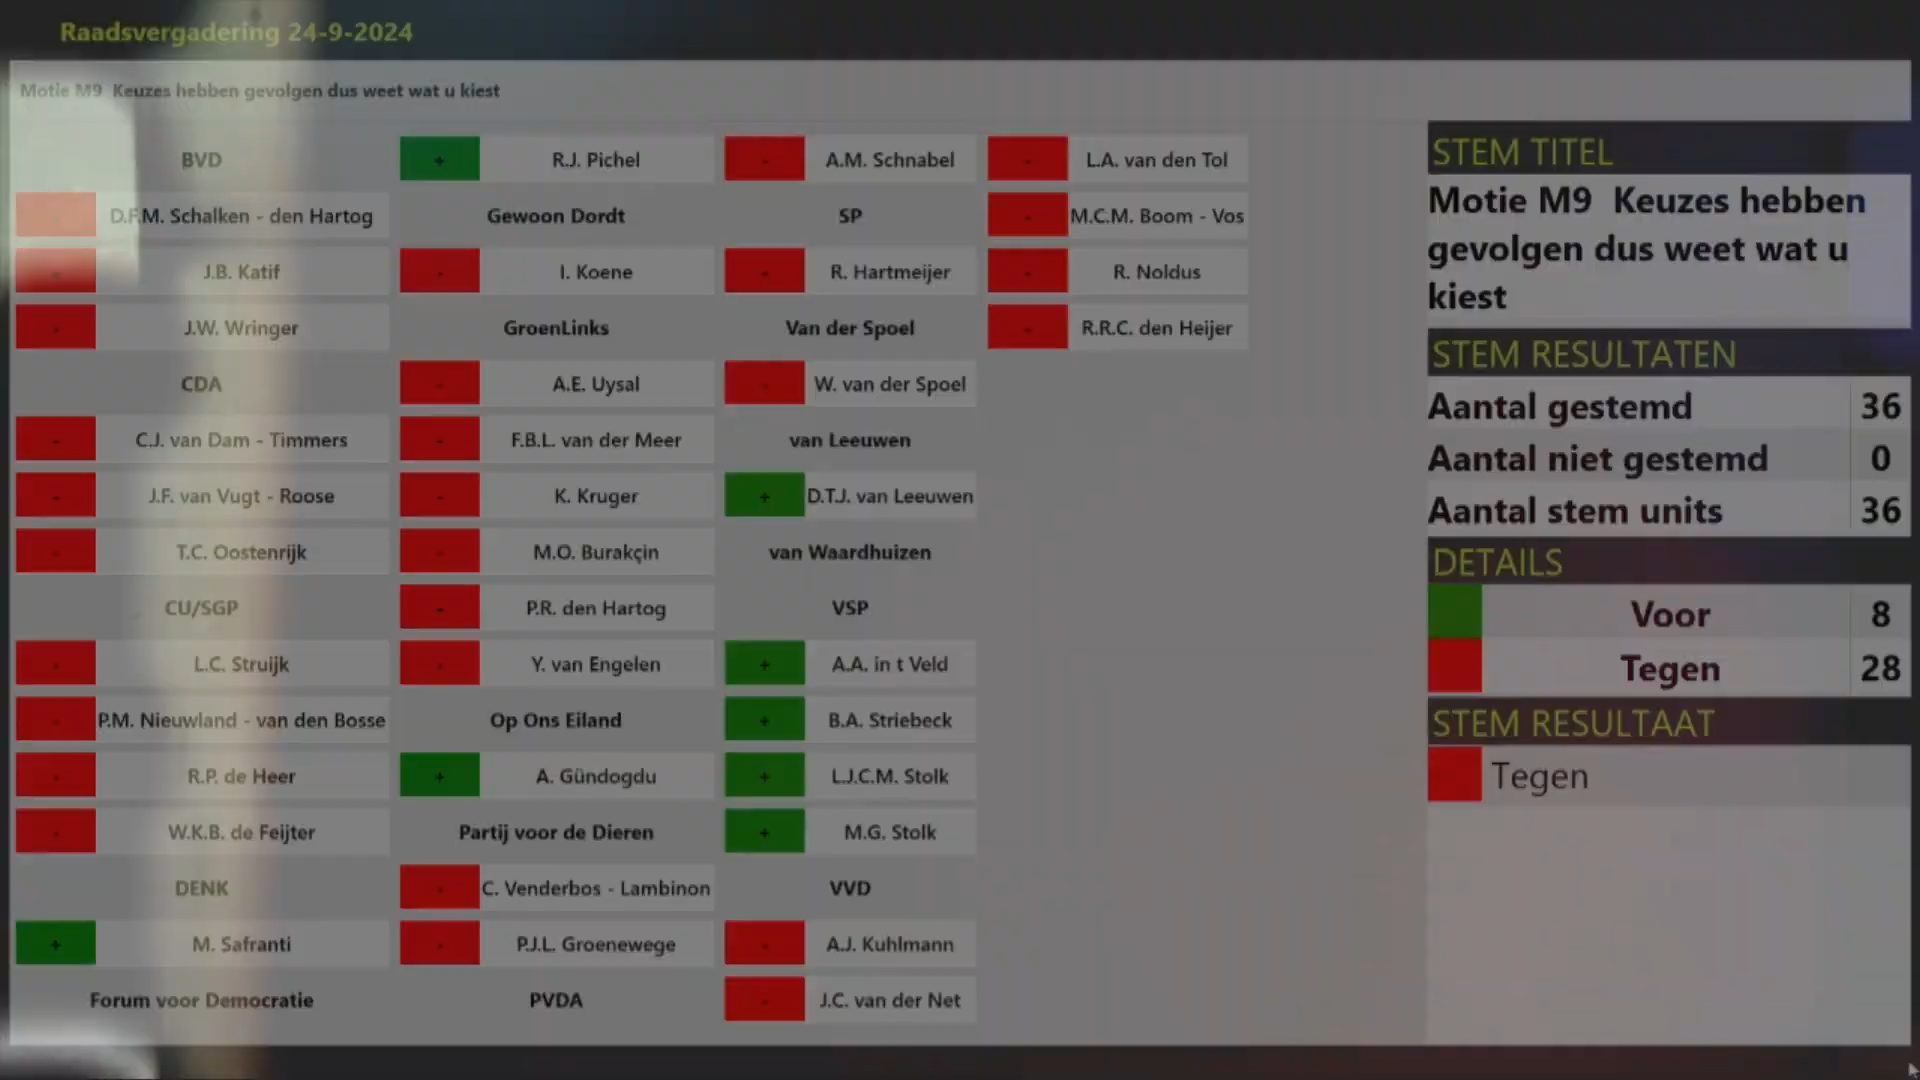 Raadsvergadering 24-9-2024
Motie M9 Keuzes hebben gevolgen dus weet wat u kiest
BVD
- D.F.M. Schalken - den Hartog
- J.B. Katif
- J.W. Wringer
CDA
- C.J. van Dam - Timmers
- J.F. van Vugt - Roose
- T.C. Oostenrijk
CU/SGP
- L.C. Struijk
- P.M. Nieuwland - van den Bosse
- R.P. de Heer
- W.K.B. de Feijter
DENK
+ M. Safranti
Forum voor Democratie
+ R.J. Pichel
Gewoon Dordt
- I. Koene
GroenLinks
- A.E. Uysal
- F.B.L. van der Meer
- K. Kruger
- M.O. Burakçin
- P.R. den Hartog
- Y. van Engelen
Op Ons Eiland
+ A. Gündogdu
Partij voor de Dieren
- C. Venderbos - Lambinon
- P.J.L. Groenewege
PVDA
- A.M. Schnabel
SP
- R. Hartmeijer
Van der Spoel
- W. van der Spoel
van Leeuwen
+ D.T.J. van Leeuwen
van Waardhuizen
VSP
+ A.A. in t Veld
+ B.A. Striebeck
+ L.J.C.M. Stolk
+ M.G. Stolk
VVD
- A.J. Kuhlmann
- J.C. van der Net
- L.A. van den Tol
- M.C.M. Boom - Vos
- R. Noldus
- R.R.C. den Heijer
STEM TITEL
Motie M9 Keuzes hebben
gevolgen dus weet wat u
kiest
STEM RESULTATEN
Aantal gestemd 36
Aantal niet gestemd 0
Aantal stem units 36
DETAILS
Voor 8
Tegen 28
STEM RESULTAAT
Tegen